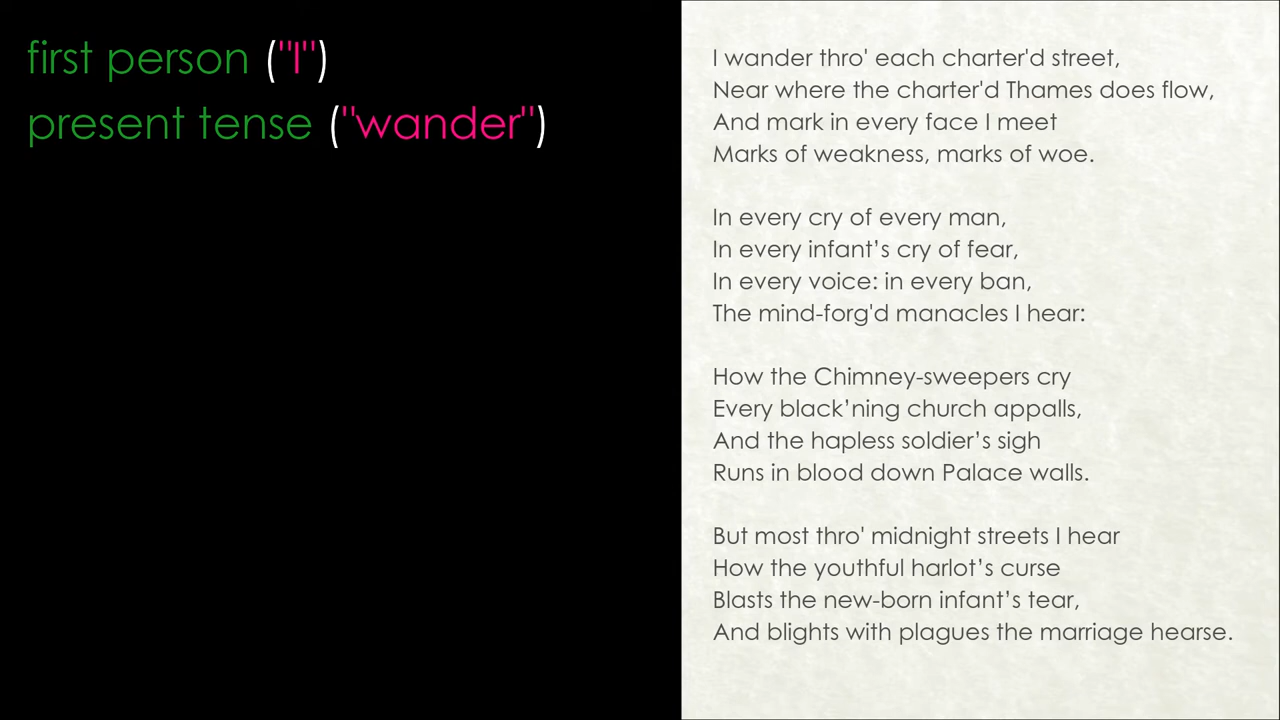 first person ("I")
present tense ("wander")
I wander thro' each charter'd street,
Near where the charter'd Thames does flow,
And mark in every face I meet
Marks of weakness, marks of woe.
In every cry of every man,
In every infant’s cry of fear,
In every voice: in every ban,
The mind-forg'd manacles I hear:
How the Chimney-sweepers cry
Every black’ning church appalls,
And the hapless soldier’s sigh
Runs in blood down Palace walls.
But most thro' midnight streets I hear
How the youthful harlot’s curse
Blasts the new-born infant’s tear,
And blights with plagues the marriage hearse.